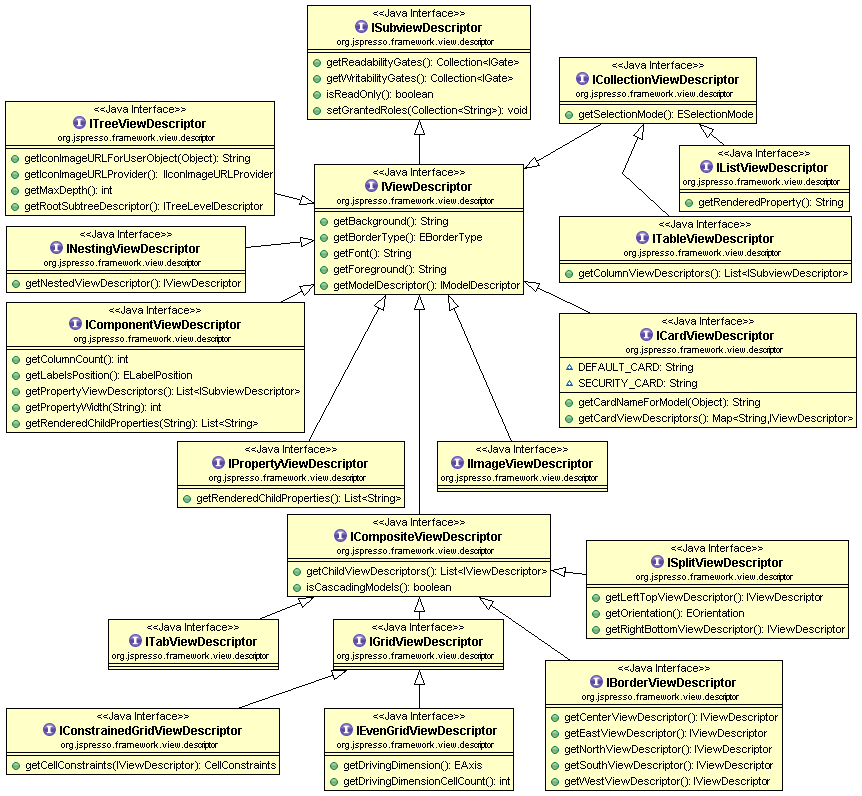 <<Java Interface>>
ISubviewDescriptor
org.jspresso.framework.view.descriptor
getReadabilityGates(): Collection<IGate>
getWritabilityGates(): Collection<IGate>
isReadOnly(): boolean
setGrantedRoles(Collection<String>): void
<<Java Interface>>
ICollectionViewDescriptor
org.jspresso.framework.view.descriptor
getSelectionMode(): ESelectionMode
<<Java Interface>>
ITreeViewDescriptor
org.jspresso.framework.view.descriptor
getIconImageURLForUserObject(Object): String
getIconImageURLProvider(): IIconImageURLProvider
getMaxDepth(): int
getRootSubtreeDescriptor(): ITreeLevelDescriptor
<<Java Interface>>
IViewDescriptor
org.jspresso.framework.view.descriptor
getBackground(): String
getBorderType(): EBorderType
getFont(): String
getForeground(): String
getModelDescriptor(): IModelDescriptor
<<Java Interface>>
IListViewDescriptor
org.jspresso.framework.view.descriptor
getRenderedProperty(): String
<<Java Interface>>
ITableViewDescriptor
org.jspresso.framework.view.descriptor
getColumnViewDescriptors(): List<ISubviewDescriptor>
<<Java Interface>>
INestingViewDescriptor
org.jspresso.framework.view.descriptor
getNestedViewDescriptor(): IViewDescriptor
<<Java Interface>>
IComponentViewDescriptor
org.jspresso.framework.view.descriptor
getColumnCount(): int
getLabelsPosition(): ELabelPosition
getPropertyViewDescriptors(): List<ISubviewDescriptor>
getPropertyWidth(String): int
getRenderedChildProperties(String): List<String>
<<Java Interface>>
ICardViewDescriptor
org.jspresso.framework.view.descriptor
DEFAULT_CARD: String
SECURITY_CARD: String
getCardNameForModel(Object): String
getCardViewDescriptors(): Map<String,IViewDescriptor>
<<Java Interface>>
IPropertyViewDescriptor
org.jspresso.framework.view.descriptor
getRenderedChildProperties(): List<String>
<<Java Interface>>
IImageViewDescriptor
org.jspresso.framework.view.descriptor
<<Java Interface>>
ICompositeViewDescriptor
org.jspresso.framework.view.descriptor
getChildViewDescriptors(): List<IViewDescriptor>
isCascadingModels(): boolean
<<Java Interface>>
ISplitViewDescriptor
org.jspresso.framework.view.descriptor
getLeftTopViewDescriptor(): IViewDescriptor
getOrientation(): EOrientation
getRightBottomViewDescriptor(): IViewDescriptor
<<Java Interface>>
ITabViewDescriptor
org.jspresso.framework.view.descriptor
<<Java Interface>>
IGridViewDescriptor
org.jspresso.framework.view.descriptor
<<Java Interface>>
IBorderViewDescriptor
org.jspresso.framework.view.descriptor
getCenterViewDescriptor(): IViewDescriptor
getEastViewDescriptor(): IViewDescriptor
getNorthViewDescriptor(): IViewDescriptor
getSouthViewDescriptor(): IViewDescriptor
getWestViewDescriptor(): IViewDescriptor
<<Java Interface>>
IConstrainedGridViewDescriptor
org.jspresso.framework.view.descriptor
getCellConstraints(IViewDescriptor): CellConstraints
<<Java Interface>>
IEvenGridViewDescriptor
org.jspresso.framework.view.descriptor
getDrivingDimension(): EAxis
getDrivingDimensionCellCount(): int